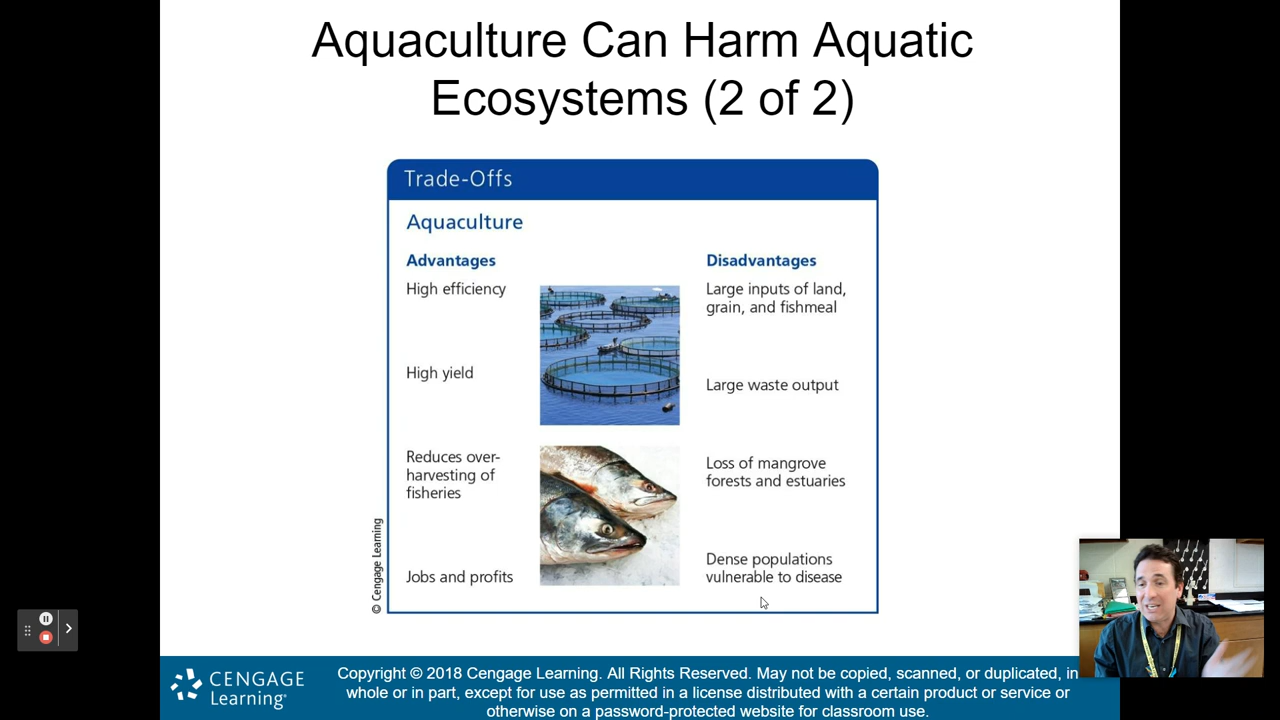 Aquaculture Can Harm Aquatic
Ecosystems (2 of 2)
Trade-Offs
Aquaculture
Advantages
High efficiency
High yield
Reduces over-
harvesting of
fisheries
Jobs and profits
Disadvantages
Large inputs of land,
grain, and fishmeal
Large waste output
Loss of mangrove
forests and estuaries
Dense populations
vulnerable to disease
© Cengage Learning
CENGAGE
Learning®
Copyright © 2018 Cengage Learning. All Rights Reserved. May not be copied, scanned, or duplicated, in
whole or in part, except for use as permitted in a license distributed with a certain product or service or
otherwise on a password-protected website for classroom use.